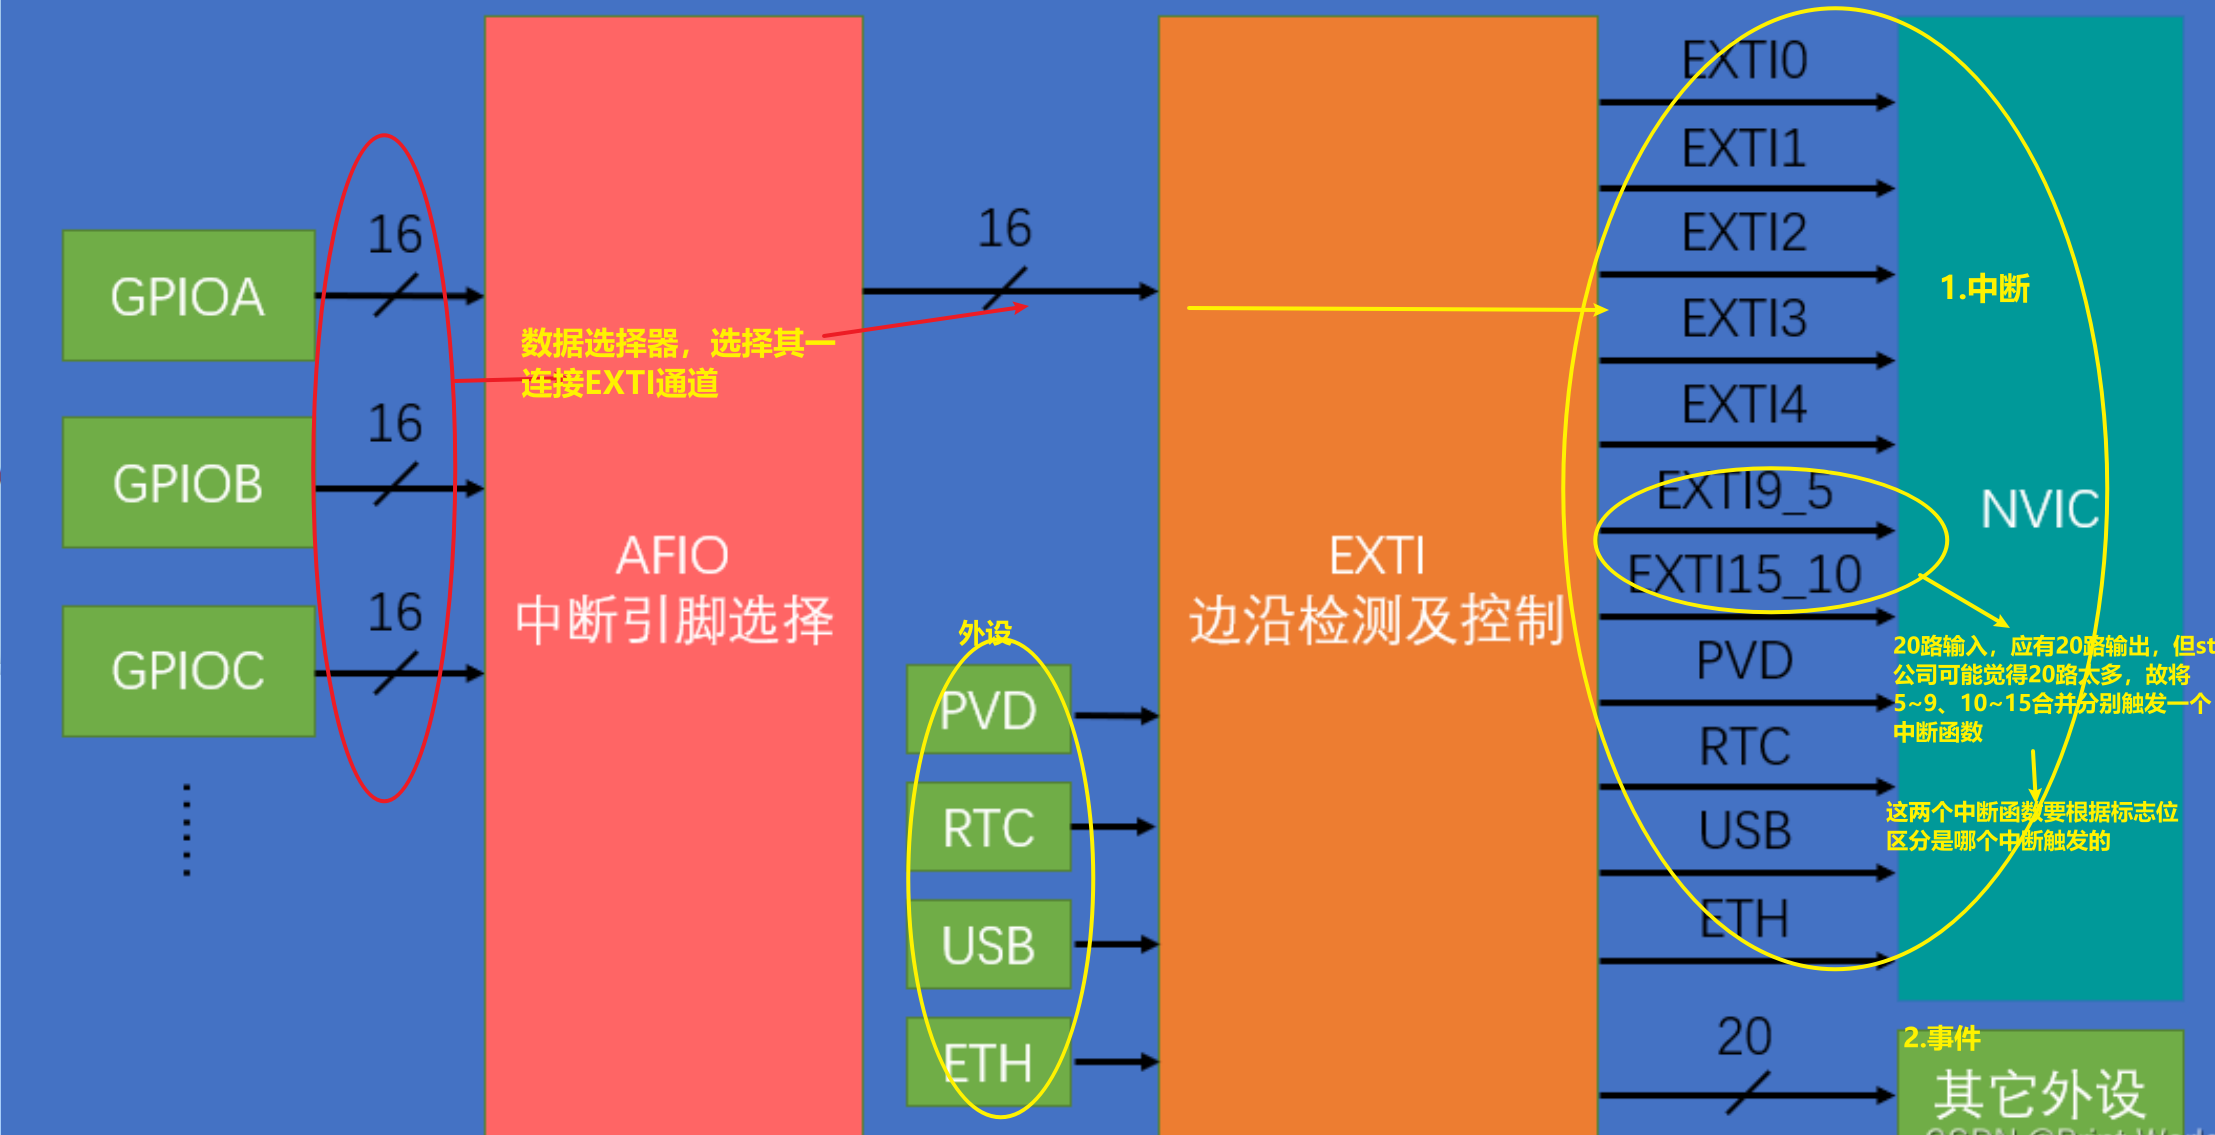 16
GPIOA
16
GPIOB
16
GPIOC
数据选择器，选择其一
连接EXTI通道
AFIO
中断引脚选择
16
外设
PVD
RTC
USB
ETH
EXTI
边沿检测及控制
EXTI0
EXTI1
EXTI2
EXTI3
EXTI4
EXTI9_5
EXTI15_10
PVD
RTC
USB
ETH
20
1.中断
NVIC
20路输入，应有20路输出，但st
公司可能觉得20路太多，故将
5~9、10~15合并分别触发一个
中断函数
这两个中断函数要根据标志位
区分是哪个中断触发的
2.事件
其它外设